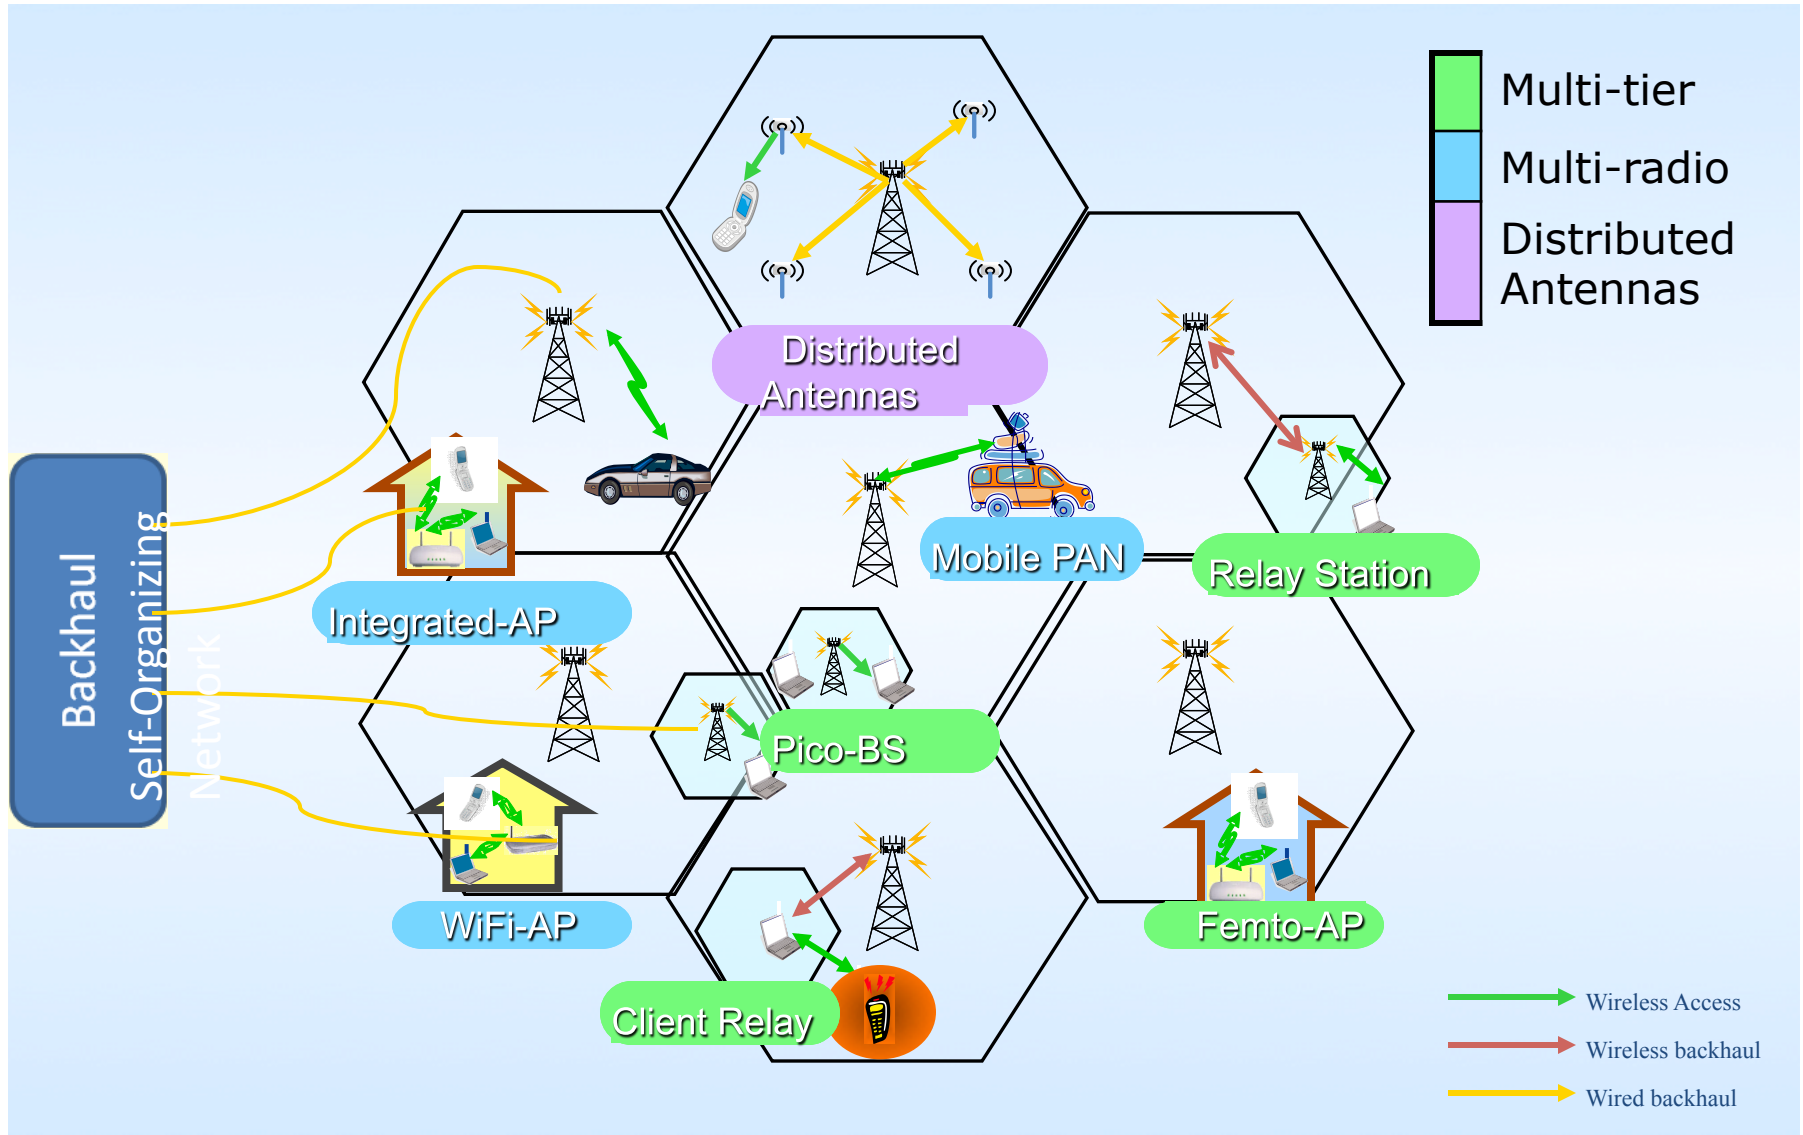 Multi-tier
Multi-radio
Distributed
Antennas
Distributed
Antennas
Mobile PAN
Relay Station
Integrated-AP
Backhaul
Self-Organizing
Network
Pico-BS
WiFi-AP
Femto-AP
Client Relay
Wireless Access
Wireless backhaul
Wired backhaul